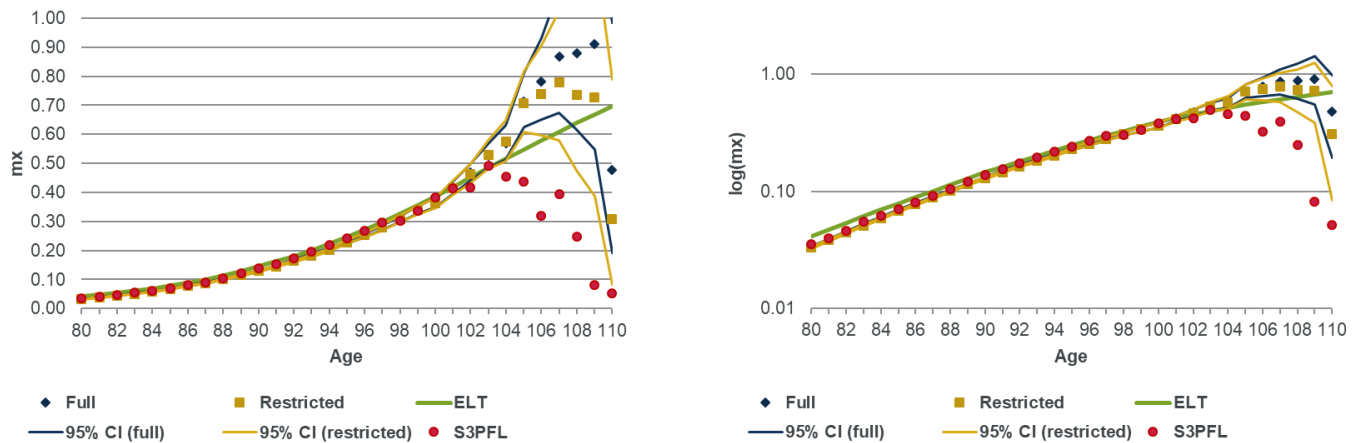 1.00
0.90
0.80
0.70
0.60
0.50
0.40
0.30
0.20
0.10
0.00
mx
80 82 84 86 88 90 92 94 96 98 100 102 104 106 108 110
Age
Full Restricted ELT
95% CI (full) 95% CI (restricted) S3PFL
1.00
0.10
0.01
log(mx)
80 82 84 86 88 90 92 94 96 98 100 102 104 106 108 110
Age
Full Restricted ELT
95% CI (full) 95% CI (restricted) S3PFL